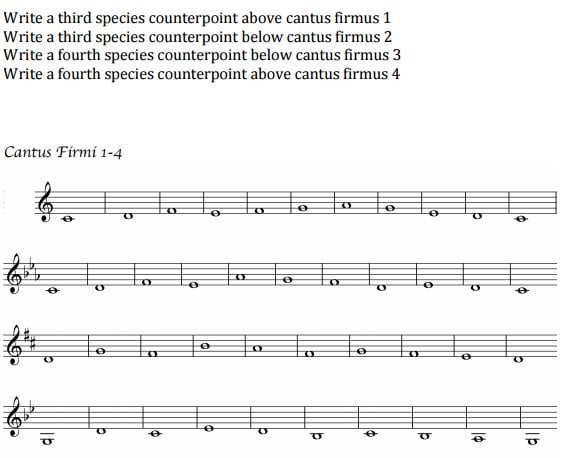 Write a third species counterpoint above cantus firmus 1
Write a third species counterpoint below cantus firmus 2
Write a fourth species counterpoint below cantus firmus 3
Write a fourth species counterpoint above cantus firmus 4
Cantus Firmi 1-4